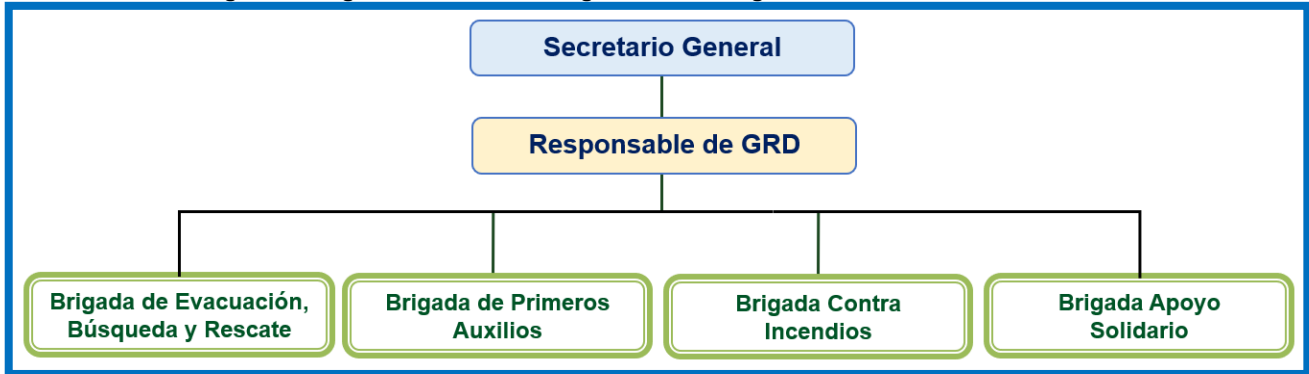 Secretario General
Responsable de GRD
Brigada de Evacuación,
Búsqueda y Rescate
Brigada de Primeros
Auxilios
Brigada Contra
Incendios
Brigada Apoyo
Solidario